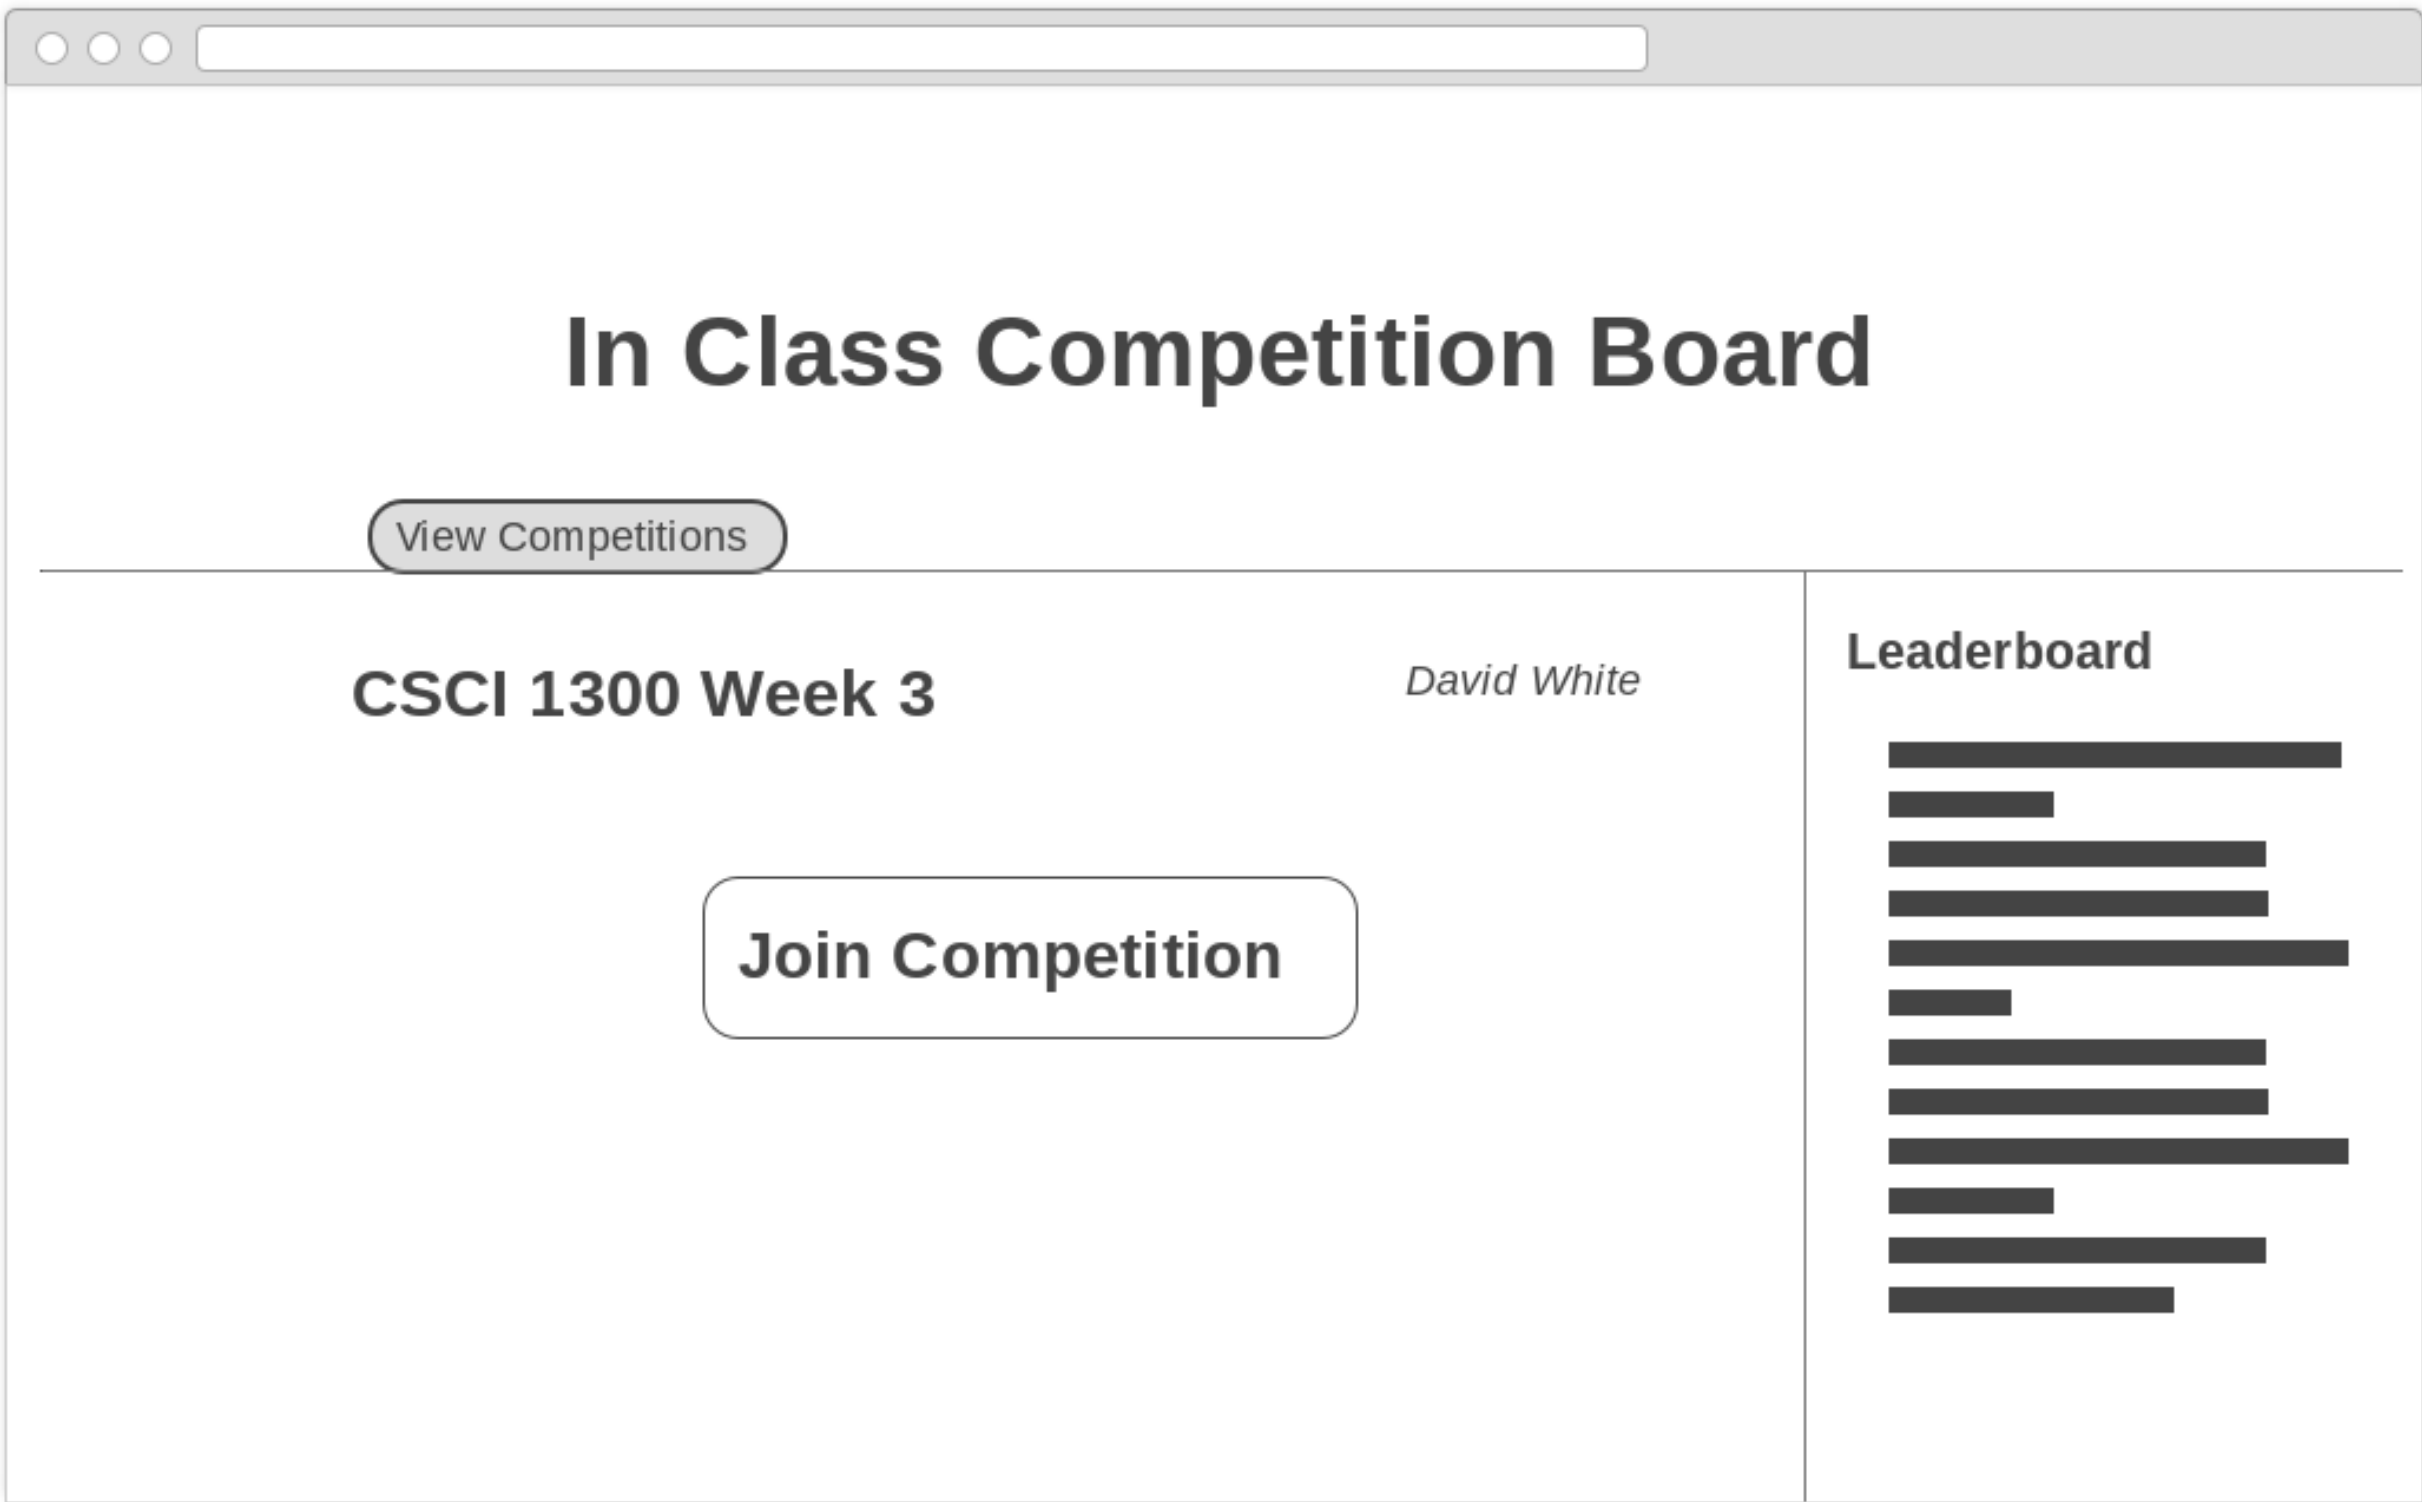 In Class Competition Board
View Competitions
CSCI 1300 Week 3
David White
Leaderboard
Join Competition